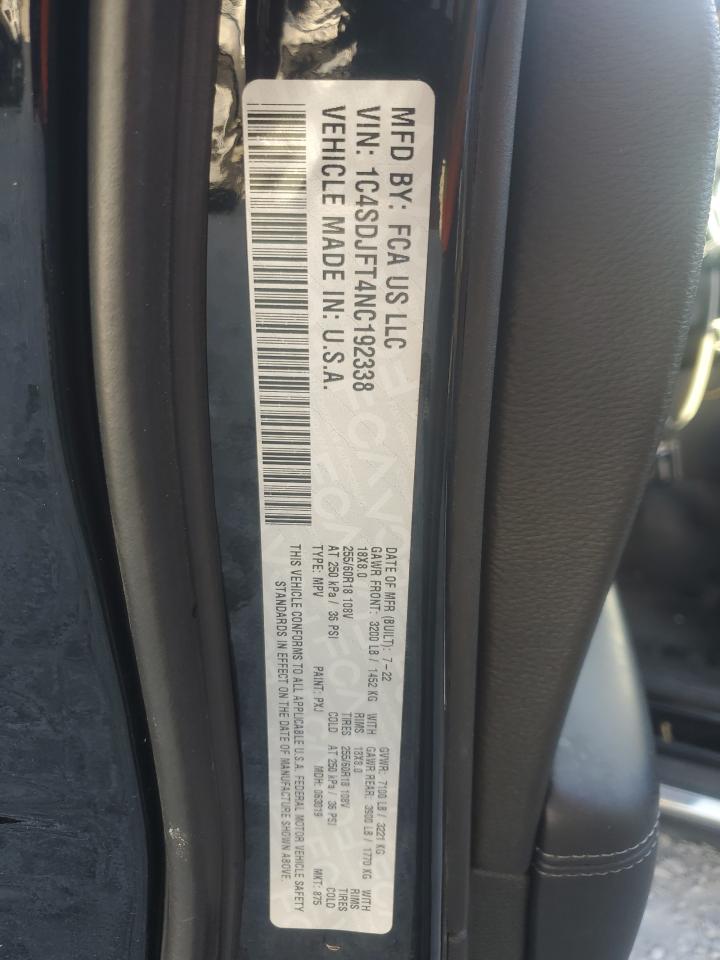 MFD BY: FCA US LLC
VIN: 1C4SDJFT4NC192338
VEHICLE MADE IN: U.S.A.
DATE OF MFR (BUILT): 7-22 GVWR: 7100 LB / 3221 KG
GAWR FRONT: 3200 LB / 1452 KG WITH GAWR REAR: 3900 LB / 1770 KG WITH
18X8.0 RIMS 18X8.0 RIMS
255/60R18 108V TIRES 255/60R18 108V TIRES
AT 250 kPa / 36 PSI COLD AT 250 kPa / 36 PSI COLD
TYPE: MPV PAINT: PXJ MDH: 063019 MKT: 875
THIS VEHICLE CONFORMS TO ALL APPLICABLE U.S.A. FEDERAL MOTOR VEHICLE SAFETY
STANDARDS IN EFFECT ON THE DATE OF MANUFACTURE SHOWN ABOVE.